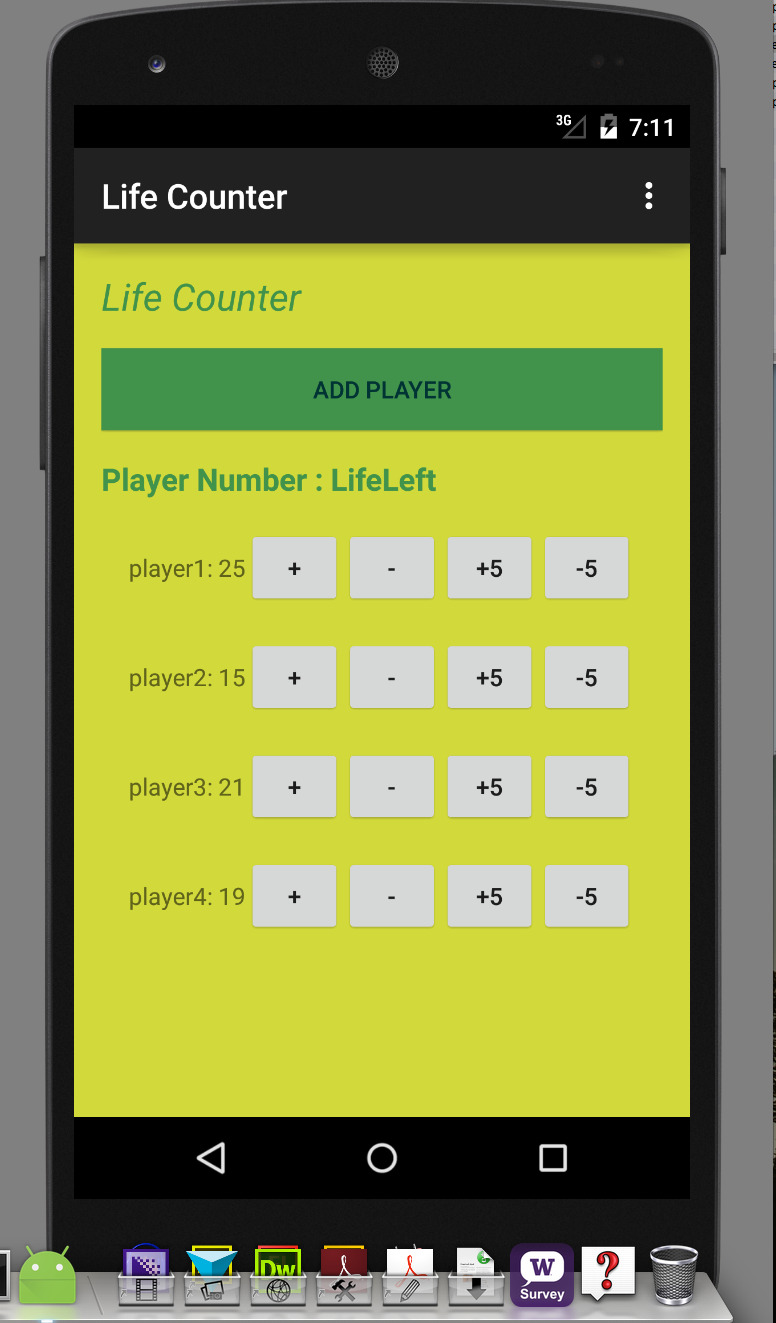 3G 7:11
Life Counter
Life Counter
ADD PLAYER
Player Number : LifeLeft
player1: 25 + - +5 -5
player2: 15 + - +5 -5
player3: 21 + - +5 -5
player4: 19 + - +5 -5
Dw W ?
Survey